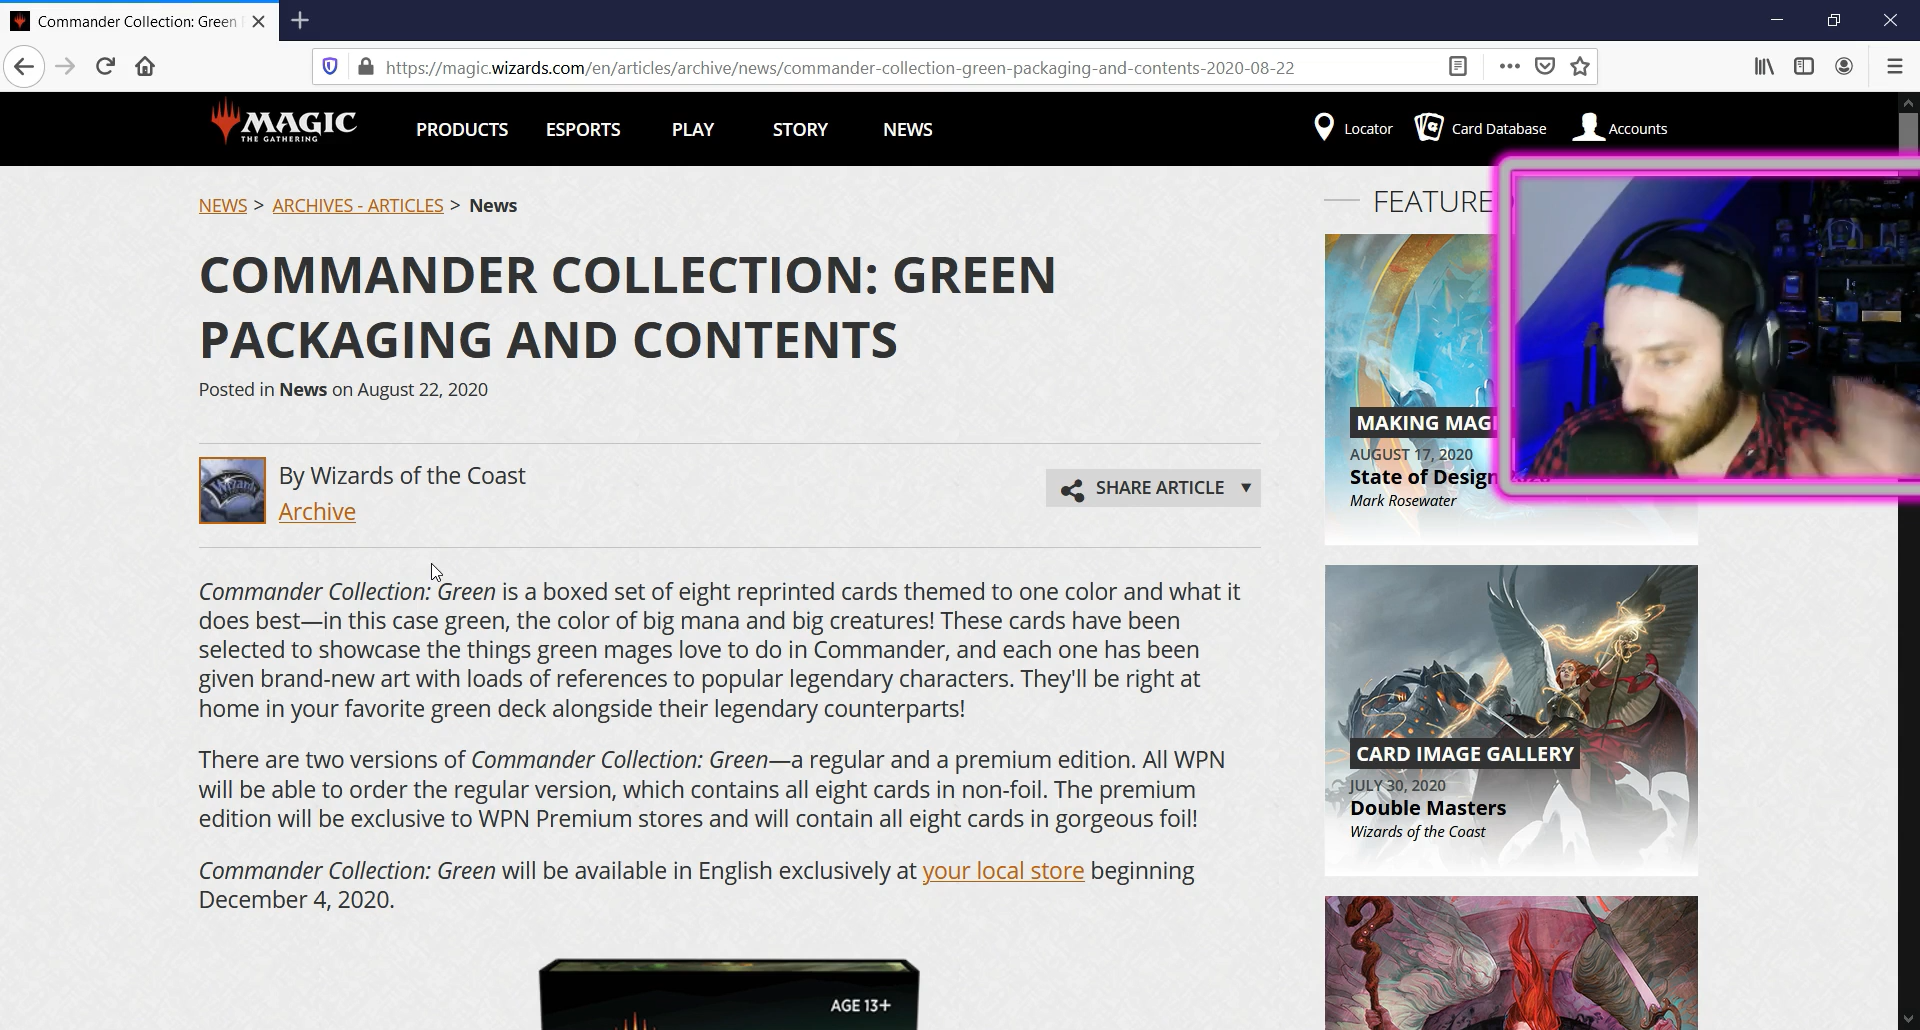 Commander Collection: Green
https://magic.wizards.com/en/articles/archive/news/commander-collection-green-packaging-and-contents-2020-08-22
MAGIC
THE GATHERING
PRODUCTS
ESPORTS
PLAY
STORY
NEWS
Locator
Card Database
Accounts
NEWS > ARCHIVES - ARTICLES > News
COMMANDER COLLECTION: GREEN
PACKAGING AND CONTENTS
Posted in News on August 22, 2020
Wizards
By Wizards of the Coast
Archive
SHARE ARTICLE ▼
Commander Collection: Green is a boxed set of eight reprinted cards themed to one color and what it
does best—in this case green, the color of big mana and big creatures! These cards have been
selected to showcase the things green mages love to do in Commander, and each one has been
given brand-new art with loads of references to popular legendary characters. They'll be right at
home in your favorite green deck alongside their legendary counterparts!
There are two versions of Commander Collection: Green—a regular and a premium edition. All WPN
will be able to order the regular version, which contains all eight cards in non-foil. The premium
edition will be exclusive to WPN Premium stores and will contain all eight cards in gorgeous foil!
Commander Collection: Green will be available in English exclusively at your local store beginning
December 4, 2020.
AGE 13+
FEATURE
MAKING MAGI
AUGUST 17, 2020
State of Design
Mark Rosewater
CARD IMAGE GALLERY
JULY 30, 2020
Double Masters
Wizards of the Coast